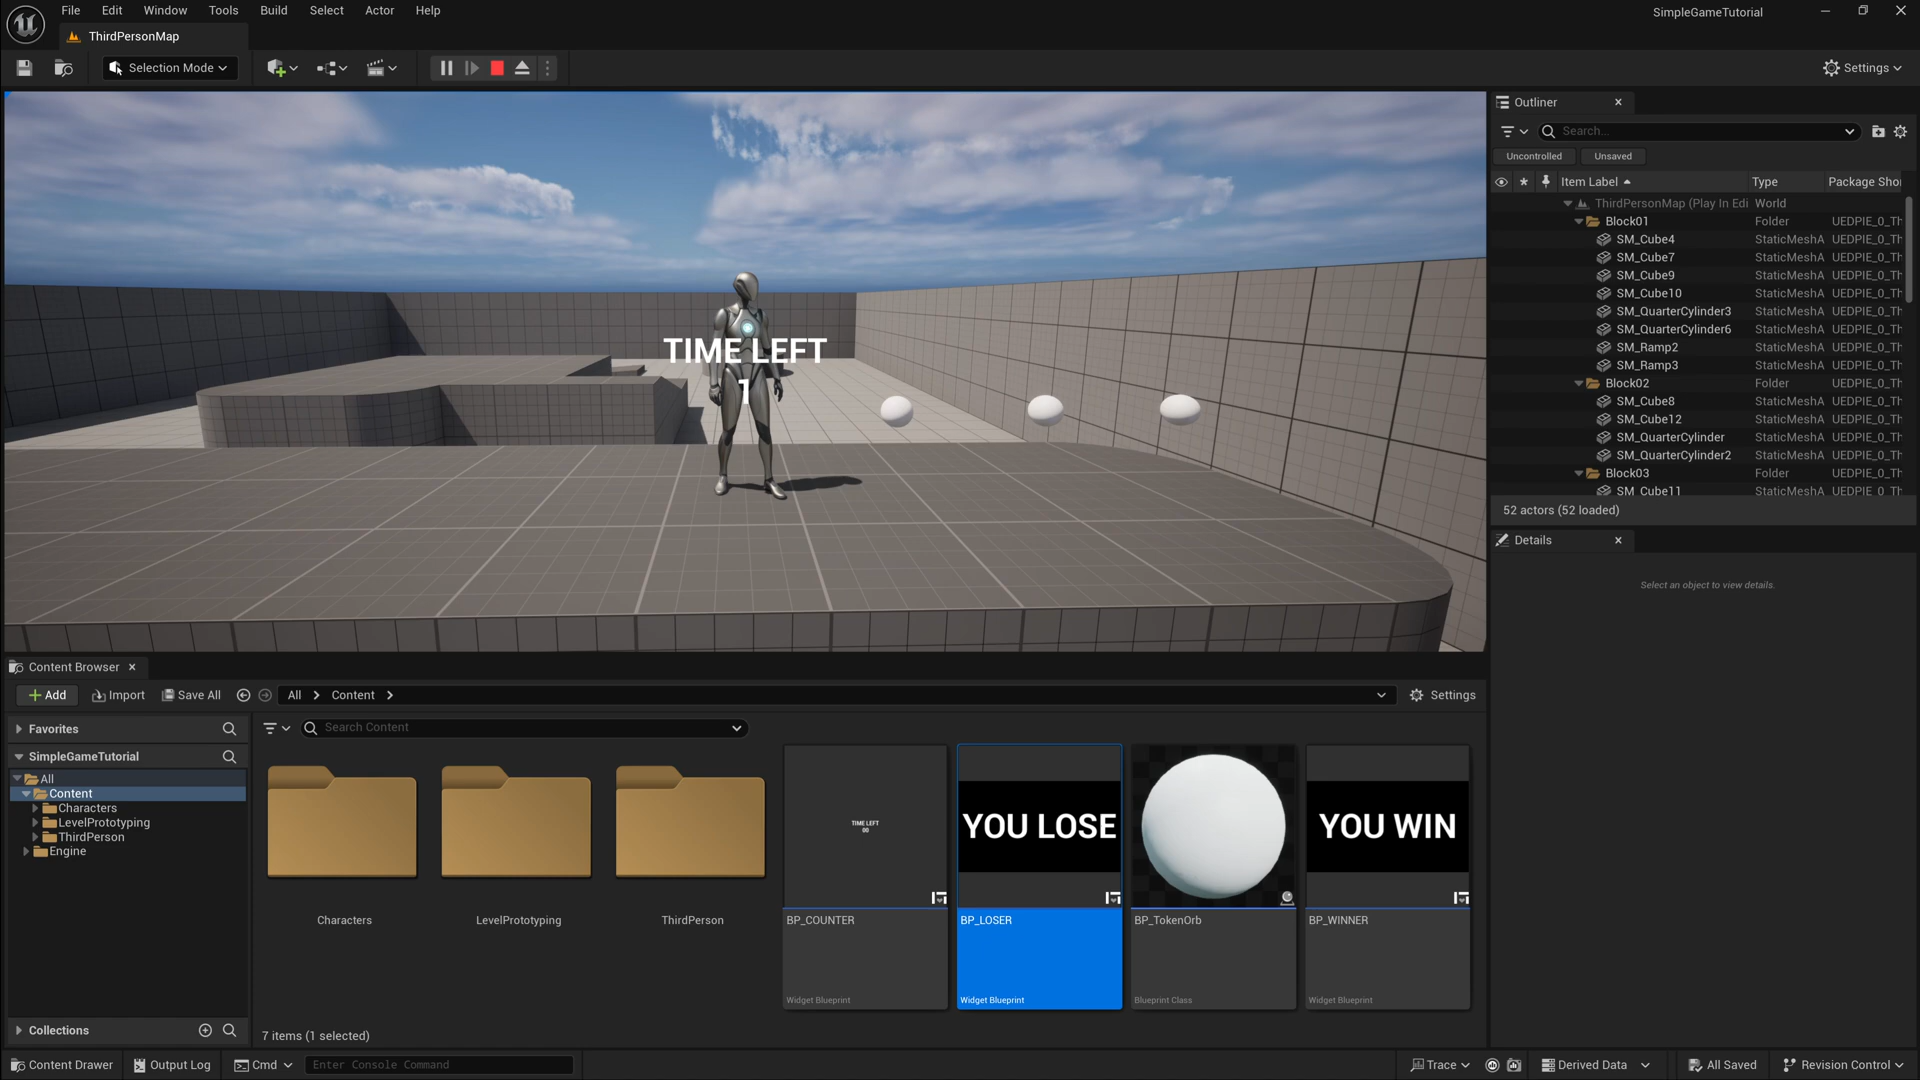 File Edit Window Tools Build Select Actor Help
SimpleGameTutorial
ThirdPersonMap
Selection Mode
Settings
TIME LEFT
1
Outliner
Search...
Uncontrolled Unsaved
Item Label Type Package Sho
ThirdPersonMap (Play In Edi World
Block01 Folder UEDPIE_0_Th
SM_Cube4 StaticMeshA UEDPIE_0_Th
SM_Cube7 StaticMeshA UEDPIE_0_Th
SM_Cube9 StaticMeshA UEDPIE_0_Th
SM_Cube10 StaticMeshA UEDPIE_0_Th
SM_QuarterCylinder3 StaticMeshA UEDPIE_0_Th
SM_QuarterCylinder6 StaticMeshA UEDPIE_0_Th
SM_Ramp2 StaticMeshA UEDPIE_0_Th
SM_Ramp3 StaticMeshA UEDPIE_0_Th
Block02 Folder UEDPIE_0_Th
SM_Cube8 StaticMeshA UEDPIE_0_Th
SM_Cube12 StaticMeshA UEDPIE_0_Th
SM_QuarterCylinder StaticMeshA UEDPIE_0_Th
SM_QuarterCylinder2 StaticMeshA UEDPIE_0_Th
Block03 Folder UEDPIE_0_Th
SM_Cube11 StaticMeshA UEDPIE_0_Th
52 actors (52 loaded)
Details
Select an object to view details.
Content Browser
Add Import Save All All Content Settings
Favorites
SimpleGameTutorial
All
Content
Characters
LevelPrototyping
ThirdPerson
Engine
Collections
Search Content
Characters
LevelPrototyping
ThirdPerson
TIME LEFT
00
BP_COUNTER
Widget Blueprint
YOU LOSE
BP_LOSER
Widget Blueprint
BP_TokenOrb
Blueprint Class
YOU WIN
BP_WINNER
Widget Blueprint
7 items (1 selected)
Content Drawer Output Log Cmd Enter Console Command Trace Derived Data All Saved Revision Control